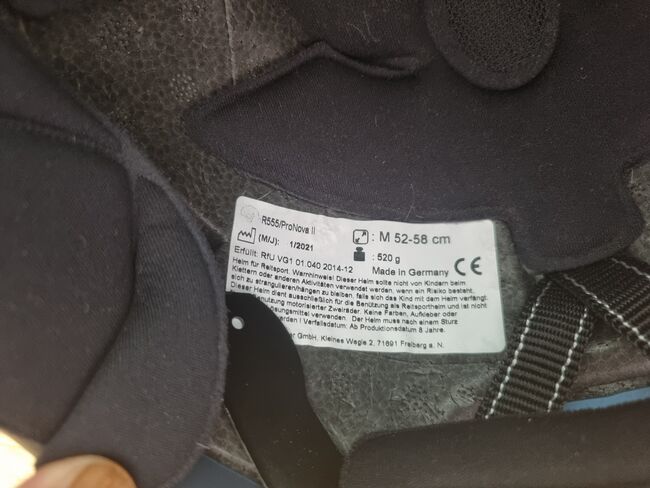 R555/ProNova II
(M/J): 1/2021
: M 52-58 cm
: 520 g
Erfüllt: RfU VG1 01.040 2014-12
Made in Germany CE
Helm für Reitsport. Warnhinweis! Dieser Helm sollte nicht von Kindern beim
Klettern oder anderen Aktivitäten verwendet werden, wenn ein Risiko besteht,
sich zu strangulieren/hängen zu bleiben, falls sich das Kind mit dem Helm verfängt.
Dieser Helm dient ausschließlich für die Benützung als Reitsporthelm und ist nicht
Benutzung motorisierter Zweiräder. Keine Farben, Aufkleber oder
Lösungsmittel verwenden. Der Helm muss nach einem Sturz
werden ! Verfallsdatum: Ab Produktionsdatum 8 Jahre.
GmbH, Kleines Wegle 2, 71691 Freiberg a. N.